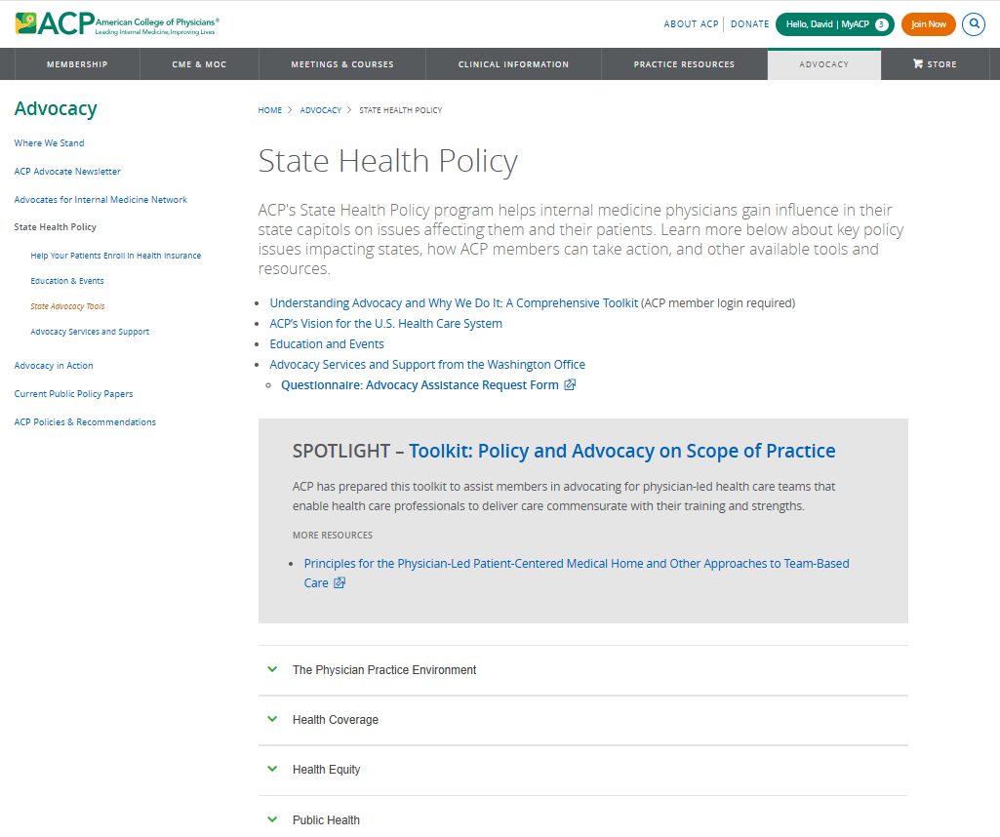 ACP American College of Physicians®
Leading Internal Medicine, Improving Lives
ABOUT ACP
DONATE
Hello, David | MyACP 3
Join Now
MEMBERSHIP
CME & MOC
MEETINGS & COURSES
CLINICAL INFORMATION
PRACTICE RESOURCES
ADVOCACY
STORE
Advocacy
Where We Stand
ACP Advocate Newsletter
Advocates for Internal Medicine Network
State Health Policy
Help Your Patients Enroll in Health Insurance
Education & Events
State Advocacy Tools
Advocacy Services and Support
Advocacy in Action
Current Public Policy Papers
ACP Policies & Recommendations
HOME > ADVOCACY > STATE HEALTH POLICY
State Health Policy
ACP's State Health Policy program helps internal medicine physicians gain influence in their
state capitols on issues affecting them and their patients. Learn more below about key policy
issues impacting states, how ACP members can take action, and other available tools and
resources.
Understanding Advocacy and Why We Do It: A Comprehensive Toolkit (ACP member login required)
ACP's Vision for the U.S. Health Care System
Education and Events
Advocacy Services and Support from the Washington Office
Questionnaire: Advocacy Assistance Request Form
SPOTLIGHT – Toolkit: Policy and Advocacy on Scope of Practice
ACP has prepared this toolkit to assist members in advocating for physician-led health care teams that
enable health care professionals to deliver care commensurate with their training and strengths.
MORE RESOURCES
Principles for the Physician-Led Patient-Centered Medical Home and Other Approaches to Team-Based
Care
The Physician Practice Environment
Health Coverage
Health Equity
Public Health